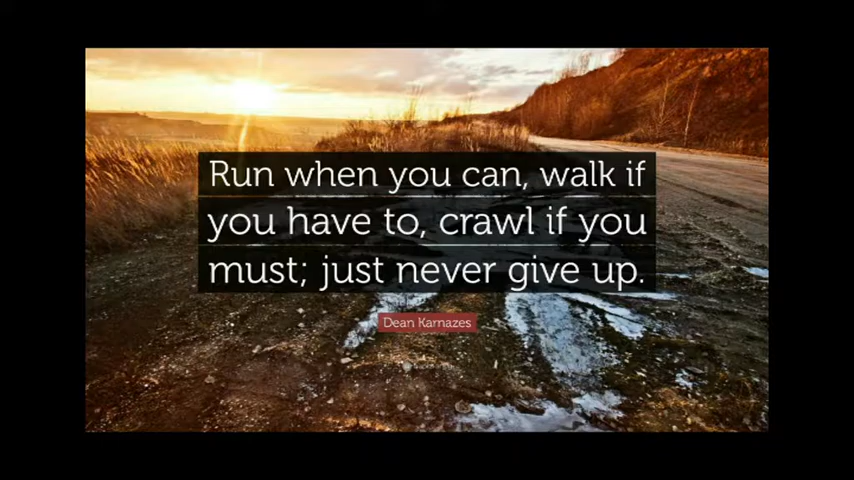 Run when you can, walk if
you have to, crawl if you
must; just never give up.
Dean Karnazes